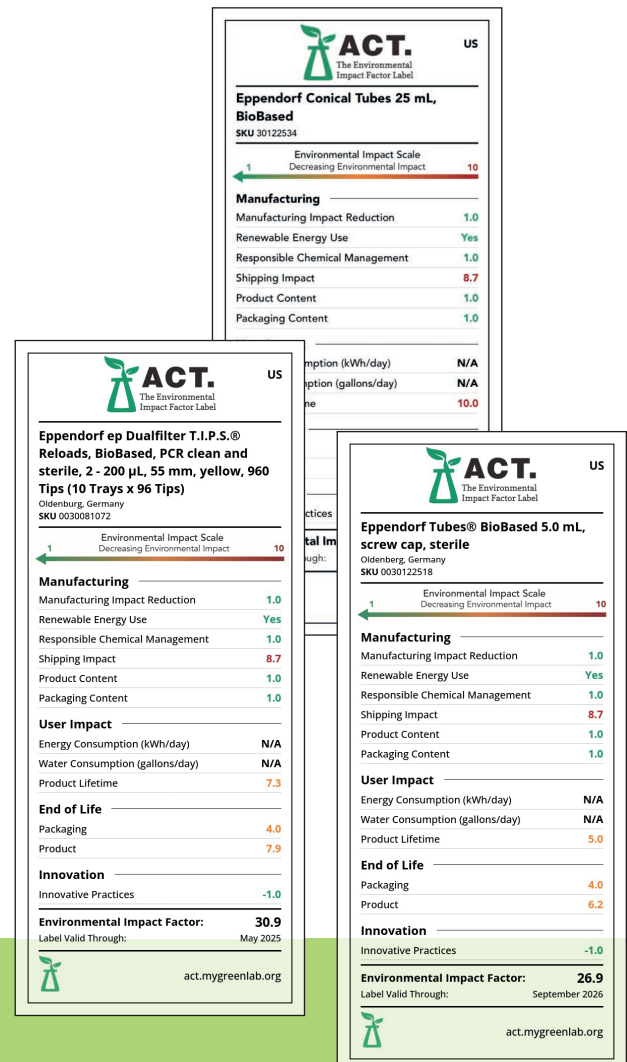 ACT.
US
The Environmental
Impact Factor Label
Eppendorf Conical Tubes 25 mL,
BioBased
SKU 30122534
Environmental Impact Scale
1 Decreasing Environmental Impact 10
Manufacturing
Manufacturing Impact Reduction 1.0
Renewable Energy Use Yes
Responsible Chemical Management 1.0
Shipping Impact 8.7
Product Content 1.0
Packaging Content 1.0
mption (kWh/day) N/A
ption (gallons/day) N/A
me 10.0
ctices
tal Im
ugh:
ACT.
US
The Environmental
Impact Factor Label
Eppendorf ep Dualfilter T.I.P.S.®
Reloads, BioBased, PCR clean and
sterile, 2 - 200 µL, 55 mm, yellow, 960
Tips (10 Trays x 96 Tips)
Oldenburg, Germany
SKU 0030081072
Environmental Impact Scale
1 Decreasing Environmental Impact 10
Manufacturing
Manufacturing Impact Reduction 1.0
Renewable Energy Use Yes
Responsible Chemical Management 1.0
Shipping Impact 8.7
Product Content 1.0
Packaging Content 1.0
User Impact
Energy Consumption (kWh/day) N/A
Water Consumption (gallons/day) N/A
Product Lifetime 7.3
End of Life
Packaging 4.0
Product 7.9
Innovation
Innovative Practices -1.0
Environmental Impact Factor: 30.9
Label Valid Through: May 2025
act.mygreenlab.org
ACT.
US
The Environmental
Impact Factor Label
Eppendorf Tubes® BioBased 5.0 mL,
screw cap, sterile
Oldenburg, Germany
SKU 0030122518
Environmental Impact Scale
1 Decreasing Environmental Impact 10
Manufacturing
Manufacturing Impact Reduction 1.0
Renewable Energy Use Yes
Responsible Chemical Management 1.0
Shipping Impact 8.7
Product Content 1.0
Packaging Content 1.0
User Impact
Energy Consumption (kWh/day) N/A
Water Consumption (gallons/day) N/A
Product Lifetime 5.0
End of Life
Packaging 4.0
Product 6.2
Innovation
Innovative Practices -1.0
Environmental Impact Factor: 26.9
Label Valid Through: September 2026
act.mygreenlab.org